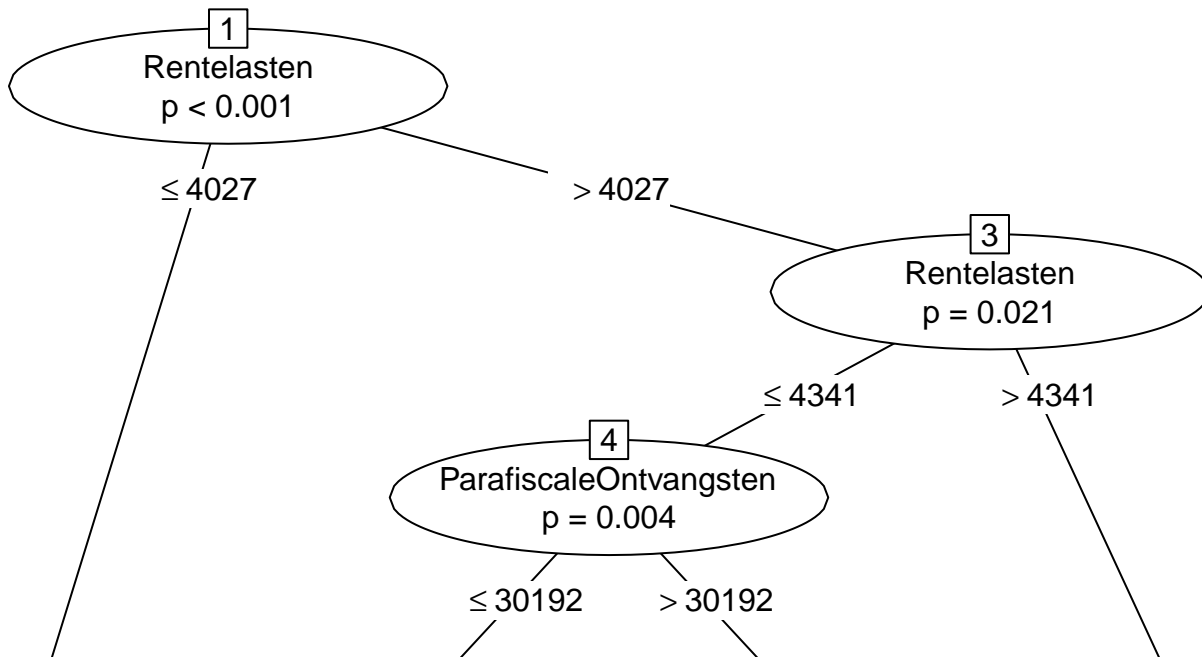 1
Rentelasten
p < 0.001
≤ 4027
> 4027
3
Rentelasten
p = 0.021
≤ 4341
> 4341
4
ParafiscaleOntvangsten
p = 0.004
≤ 30192
> 30192